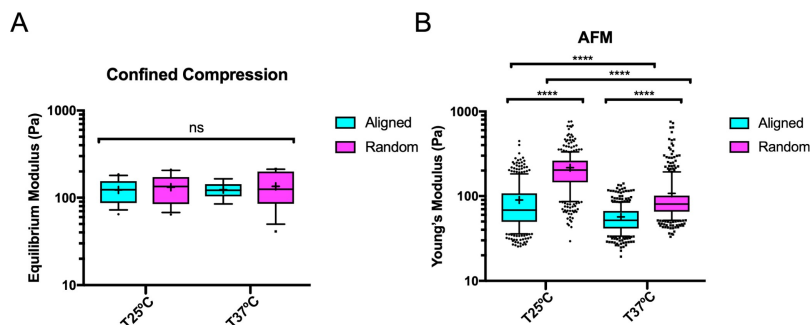 A
Confined Compression
Equilibrium Modulus (Pa)
1000
100
10
ns
T25ºC
T37ºC
Aligned
Random
B
AFM
****
****
****
****
Young's Modulus (Pa)
1000
100
10
T25ºC
T37ºC
Aligned
Random